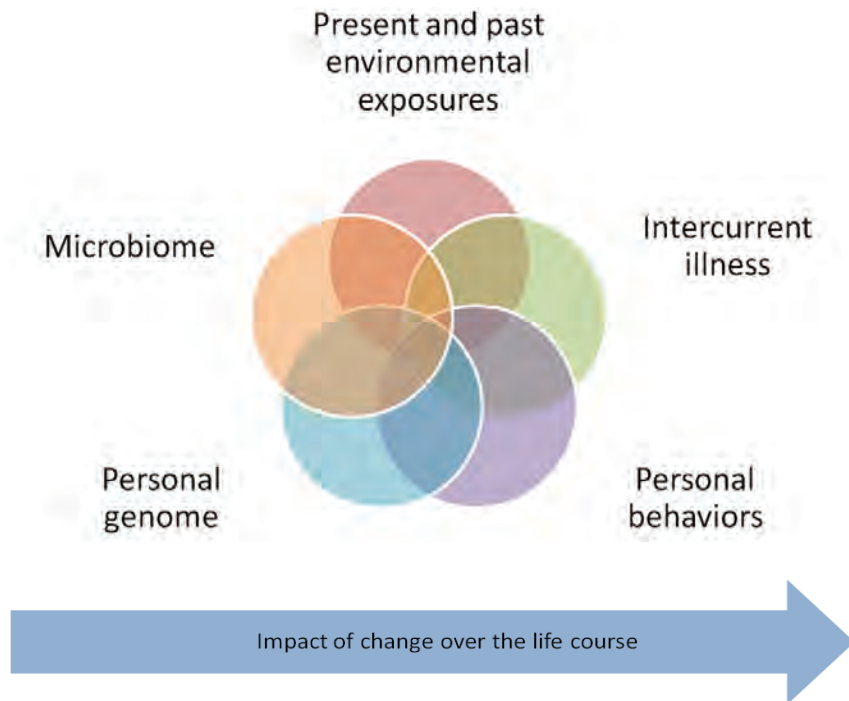 Present and past
environmental
exposures
Microbiome
Intercurrent
illness
Personal
genome
Personal
behaviors
Impact of change over the life course